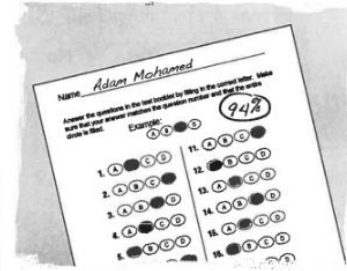 Name Adam Mohamed
Answer the questions in the test booklet by filling in the correct letter. Make
sure that your answer matches the question number and that the entire
circle is filled.
94%
Example: A B D
1. A C D
2. A B C
3. A B D
4. A C D
5. B C D
11. A B C
12. B C D
13. A C D
14. A B D
15. A C D
16. B C D